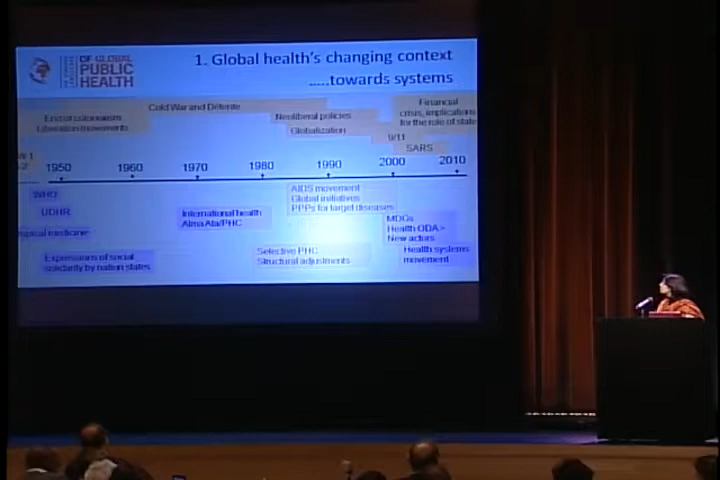 OF GLOBAL
PUBLIC
HEALTH
1. Global health's changing context
.....towards systems
Cold War and Détente
End of colonialism
Liberation movements
Neoliberal policies
Globalization
Financial
crisis, implications
for the role of state
9/11
SARS
1950 1960 1970 1980 1990 2000 2010
WHO
UDHR
International health
Alma Ata/PHC
AIDS movement
Global initiatives
PPPs for target diseases
MDGs
Health ODA >
New actors
medicine
Expressions of social
solidarity by nation states
Selective PHC
Structural adjustments
Health systems
movement